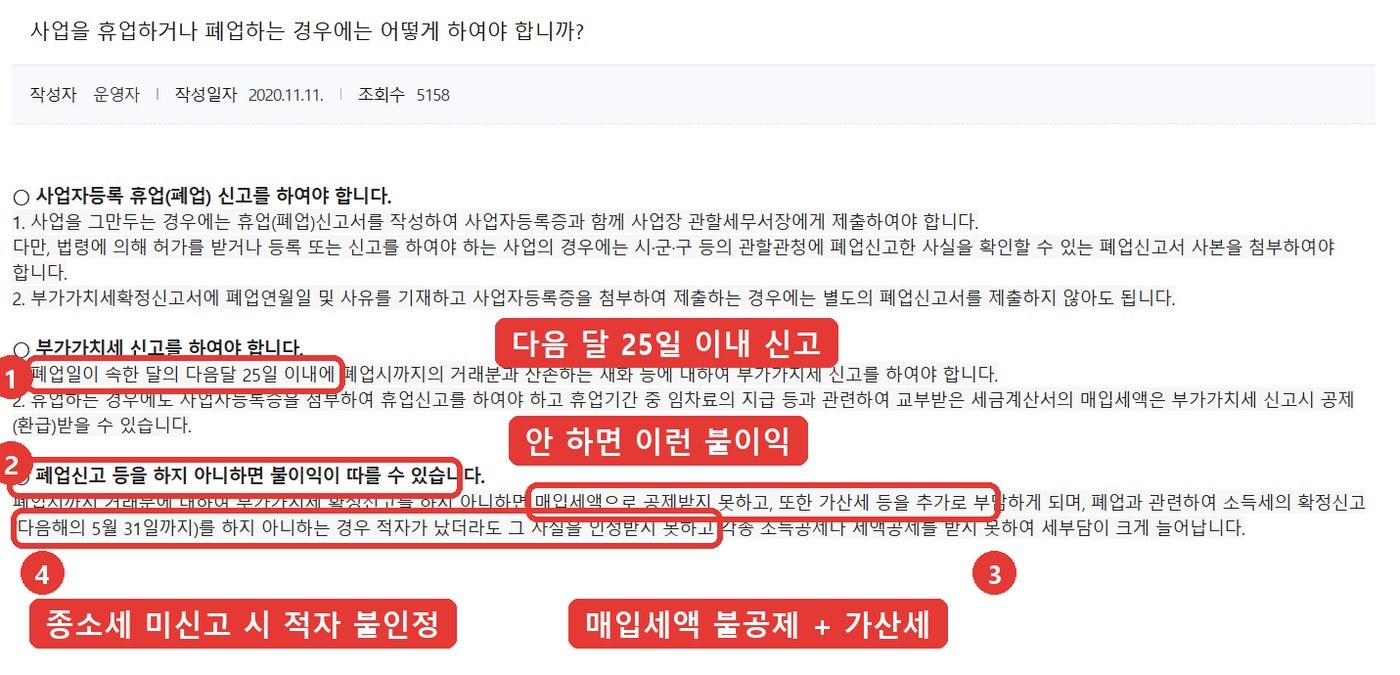 사업을 휴업하거나 폐업하는 경우에는 어떻게 하여야 합니까?
작성자 운영자 | 작성일자 2020.11.11. | 조회수 5158
○ 사업자등록 휴업(폐업) 신고를 하여야 합니다.
1. 사업을 그만두는 경우에는 휴업(폐업)신고서를 작성하여 사업자등록증과 함께 사업장 관할세무서장에게 제출하여야 합니다.
다만, 법령에 의해 허가를 받거나 등록 또는 신고를 하여야 하는 사업의 경우에는 시·군·구 등의 관할관청에 폐업신고한 사실을 확인할 수 있는 폐업신고서 사본을 첨부하여야
합니다.
2. 부가가치세확정신고서에 폐업연월일 및 사유를 기재하고 사업자등록증을 첨부하여 제출하는 경우에는 별도의 폐업신고서를 제출하지 않아도 됩니다.
다음 달 25일 이내 신고
○ 부가가치세 신고를 하여야 합니다.
1 폐업일이 속한 달의 다음달 25일 이내에 폐업시까지의 거래분과 잔존하는 재화 등에 대하여 부가가치세 신고를 하여야 합니다.
2. 휴업하는 경우에도 사업자등록증을 첨부하여 휴업신고를 하여야 하고 휴업기간 중 임차료의 지급 등과 관련하여 교부받은 세금계산서의 매입세액은 부가가치세 신고시 공제
(환급)받을 수 있습니다.
안 하면 이런 불이익
2 폐업신고 등을 하지 아니하면 불이익이 따를 수 있습니다.
폐업시까지 거래분에 대하여 부가가치세 확정신고를 하지 아니하면 매입세액으로 공제받지 못하고, 또한 가산세 등을 추가로 부담하게 되며, 폐업과 관련하여 소득세의 확정신고
다음해의 5월 31일까지)를 하지 아니하는 경우 적자가 났더라도 그 사실을 인정받지 못하고 각종 소득공제나 세액공제를 받지 못하여 세부담이 크게 늘어납니다.
4
3
종소세 미신고 시 적자 불인정
매입세액 불공제 + 가산세